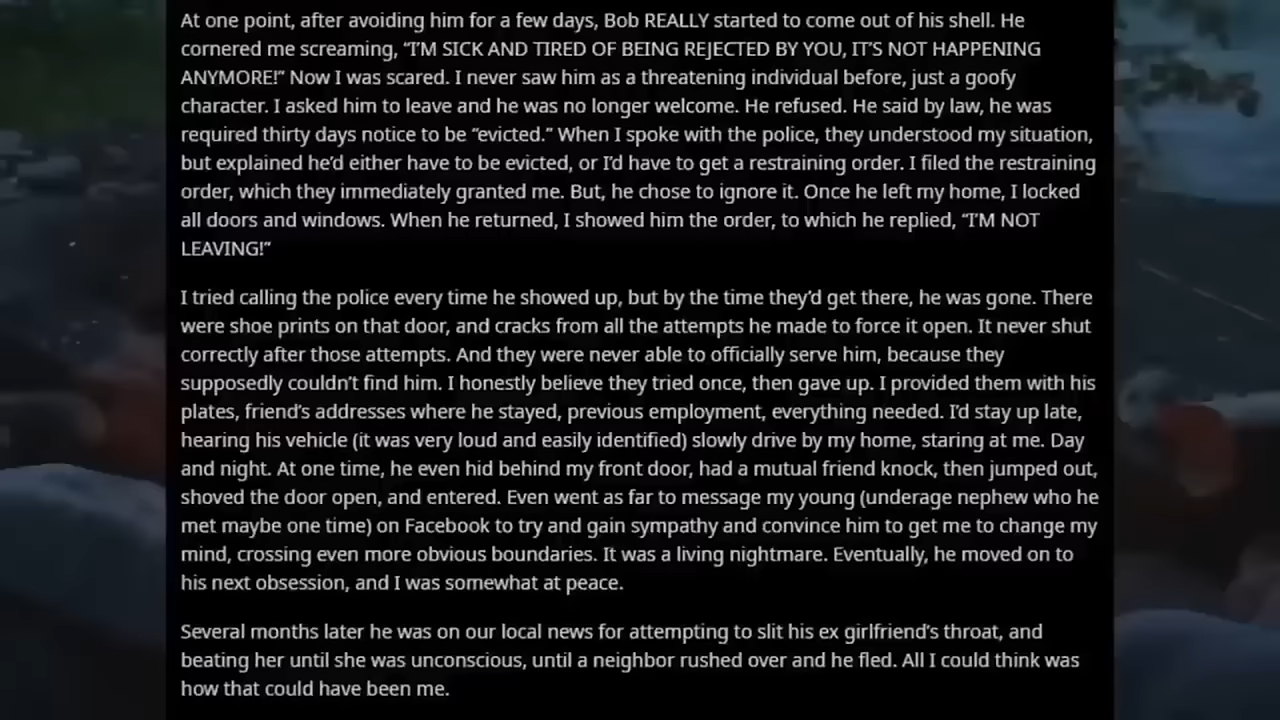 At one point, after avoiding him for a few days, Bob REALLY started to come out of his shell. He
cornered me screaming, “I’M SICK AND TIRED OF BEING REJECTED BY YOU, IT’S NOT HAPPENING
ANYMORE!” Now I was scared. I never saw him as a threatening individual before, just a goofy
character. I asked him to leave and he was no longer welcome. He refused. He said by law, he was
required thirty days notice to be “evicted.” When I spoke with the police, they understood my situation,
but explained he’d either have to be evicted, or I’d have to get a restraining order. I filed the restraining
order, which they immediately granted me. But, he chose to ignore it. Once he left my home, I locked
all doors and windows. When he returned, I showed him the order, to which he replied, “I’M NOT
LEAVING!”
I tried calling the police every time he showed up, but by the time they’d get there, he was gone. There
were shoe prints on that door, and cracks from all the attempts he made to force it open. It never shut
correctly after those attempts. And they were never able to officially serve him, because they
supposedly couldn’t find him. I honestly believe they tried once, then gave up. I provided them with his
plates, friend’s addresses where he stayed, previous employment, everything needed. I’d stay up late,
hearing his vehicle (it was very loud and easily identified) slowly drive by my home, staring at me. Day
and night. At one time, he even hid behind my front door, had a mutual friend knock, then jumped out,
shoved the door open, and entered. Even went as far to message my young (underage nephew who he
met maybe one time) on Facebook to try and gain sympathy and convince him to get me to change my
mind, crossing even more obvious boundaries. It was a living nightmare. Eventually, he moved on to
his next obsession, and I was somewhat at peace.
Several months later he was on our local news for attempting to slit his ex girlfriend’s throat, and
beating her until she was unconscious, until a neighbor rushed over and he fled. All I could think was
how that could have been me.